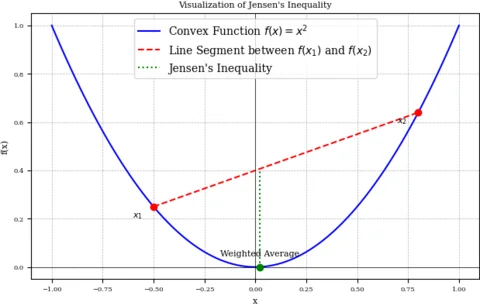 Visualization of Jensen's Inequality
Convex Function f(x) = x²
Line Segment between f(x₁) and f(x₂)
Jensen's Inequality
1.0
0.8
0.6
0.4
0.2
0.0
f(x)
x₂
x₁
Weighted Average
−1.00 −0.75 −0.50 −0.25 0.00 0.25 0.50 0.75 1.00
x